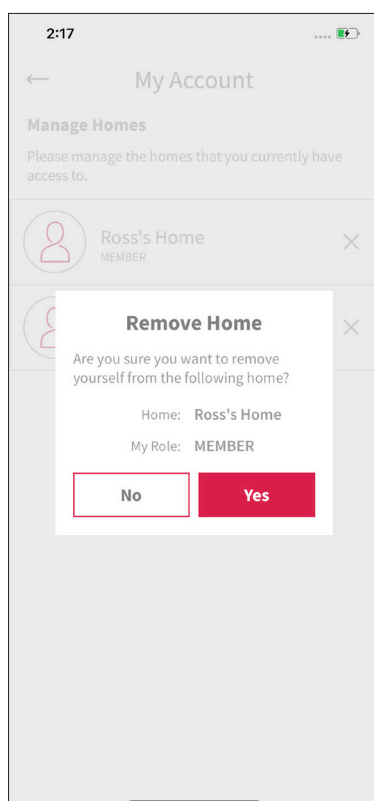 2:17
My Account
Manage Homes
Please manage the homes that you currently have
access to.
Ross's Home
MEMBER
Remove Home
Are you sure you want to remove
yourself from the following home?
Home: Ross's Home
My Role: MEMBER
No Yes